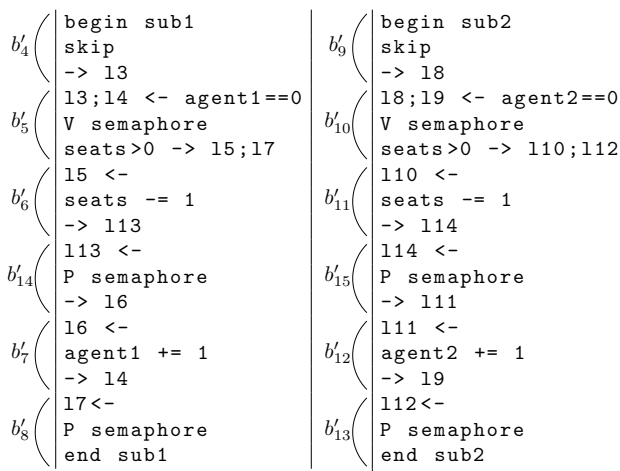 b′4 begin sub1
skip
-> l3
b′5 l3;l4 <- agent1==0
V semaphore
seats>0 -> l5;l7
b′6 l5 <-
seats -= 1
-> l13
b′14 l13 <-
P semaphore
-> l6
b′7 l6 <-
agent1 += 1
-> l4
b′8 l7<-
P semaphore
end sub1
b′9 begin sub2
skip
-> l8
b′10 l8;l9 <- agent2==0
V semaphore
seats>0 -> l10;l12
b′11 l10 <-
seats -= 1
-> l14
b′15 l14 <-
P semaphore
-> l11
b′12 l11 <-
agent2 += 1
-> l9
b′13 l12<-
P semaphore
end sub2